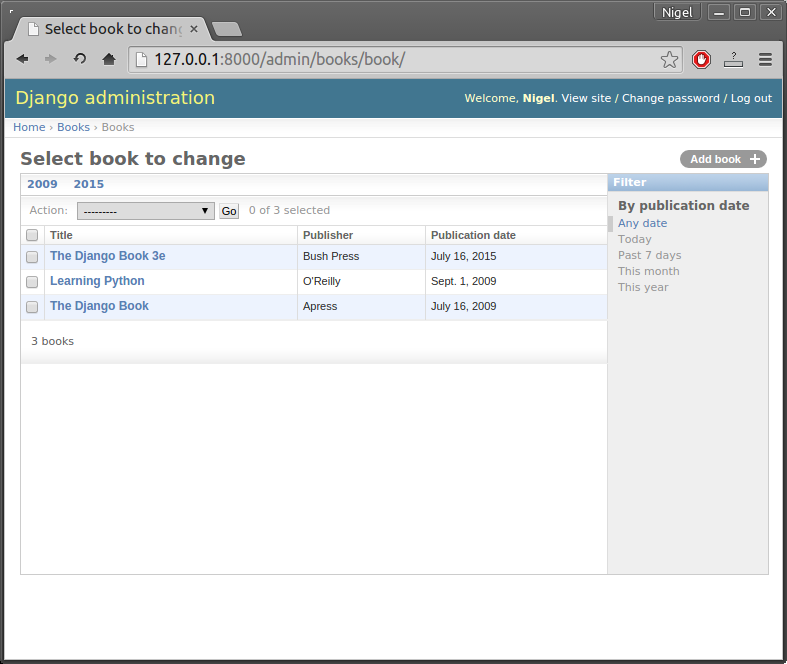 Nigel
Select book to chang
127.0.0.1:8000/admin/books/book/
?
Django administration
Welcome, Nigel. View site / Change password / Log out
Home › Books › Books
Select book to change
Add book +
2009 2015
Filter
Action: --------- Go 0 of 3 selected
By publication date
Any date
Today
Past 7 days
This month
This year
Title Publisher Publication date
The Django Book 3e Bush Press July 16, 2015
Learning Python O'Reilly Sept. 1, 2009
The Django Book Apress July 16, 2009
3 books